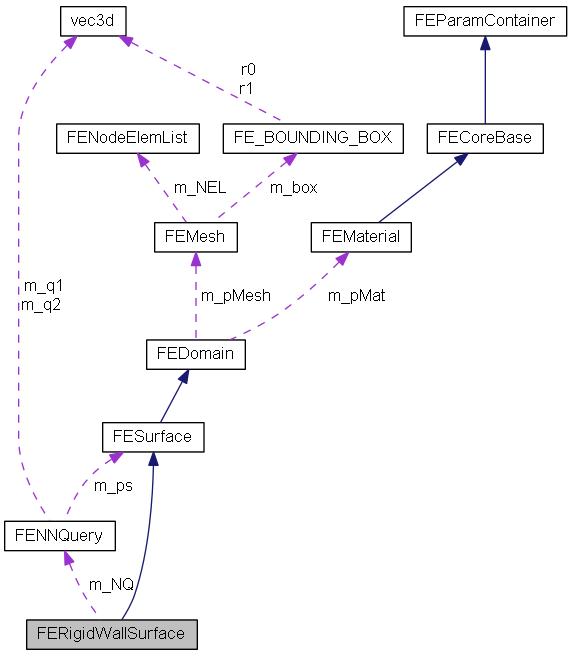 vec3d
FEParamContainer
r0
r1
FENodeElemList
FE_BOUNDING_BOX
FECoreBase
m_NEL
m_box
FEMesh
FEMaterial
m_q1
m_q2
m_pMesh
m_pMat
FEDomain
FESurface
m_ps
FENNQuery
m_NQ
FERigidWallSurface